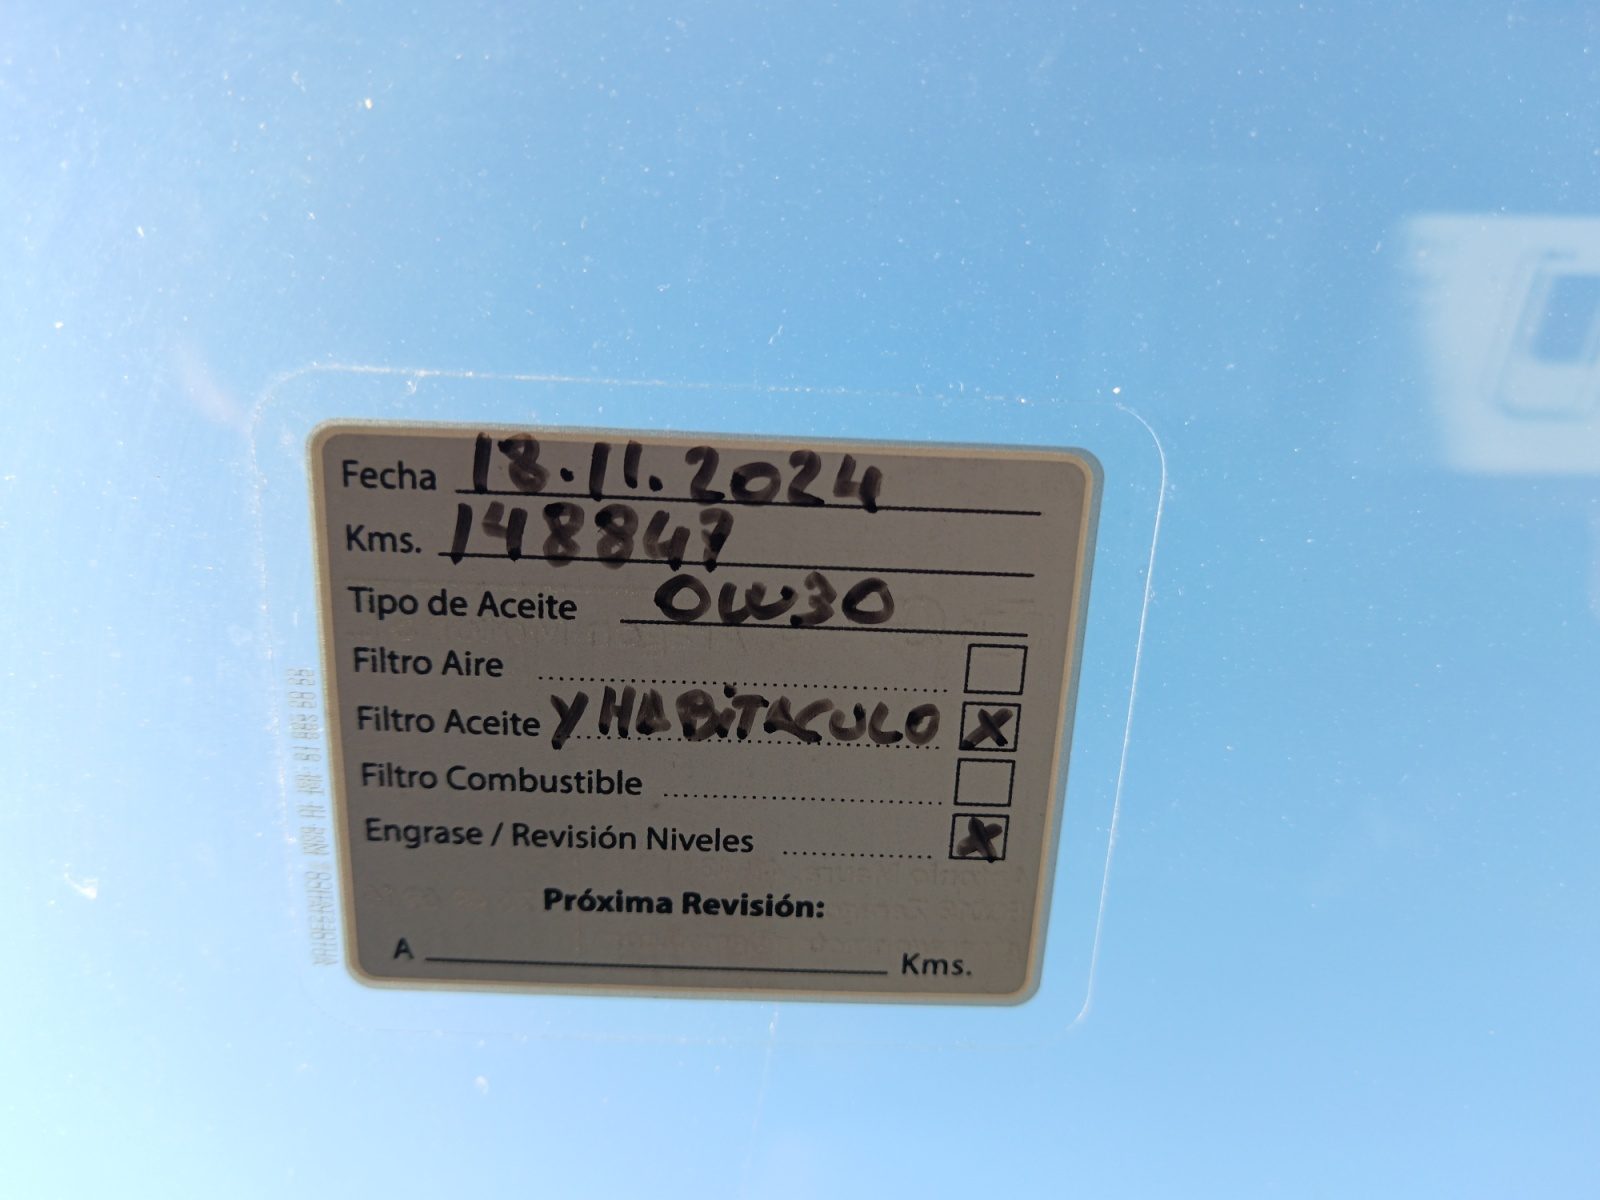 Fecha 18.11.2024
Kms. 148847
Tipo de Aceite 0W30
Filtro Aire
Filtro Aceite y HABiTACULO X
Filtro Combustible
Engrase / Revisión Niveles X
Próxima Revisión:
A Kms.